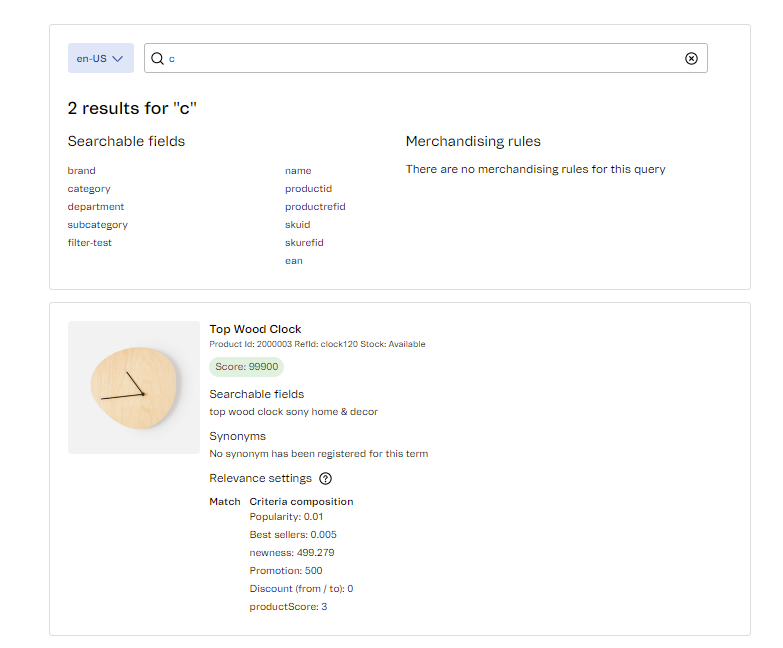 en-US
c
2 results for "c"
Searchable fields
brand
category
department
subcategory
filter-test
name
productid
productrefid
skuid
skurefid
ean
Merchandising rules
There are no merchandising rules for this query
Top Wood Clock
Product Id: 2000003 RefId: clock120 Stock: Available
Score: 99900
Searchable fields
top wood clock sony home & decor
Synonyms
No synonym has been registered for this term
Relevance settings
Match Criteria composition
Popularity: 0.01
Best sellers: 0.005
newness: 499.279
Promotion: 500
Discount (from / to): 0
productScore: 3